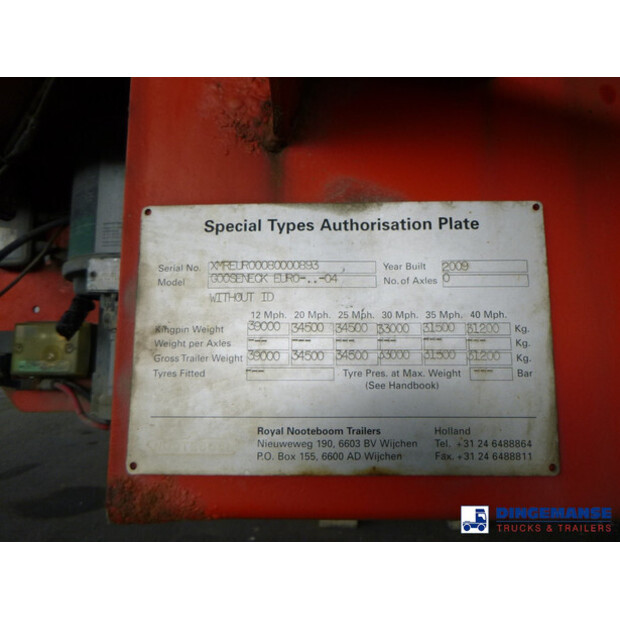 Special Types Authorisation Plate
Serial No. XMREURO0080000893 Year Built 2009
Model GOOSENECK EURO-..-04 No. of Axles 0
WITHOUT ID
12 Mph. 20 Mph. 25 Mph. 30 Mph. 35 Mph. 40 Mph.
Kingpin Weight 39000 34500 34500 33000 31500 31200 Kg.
Weight per Axles ---- ---- ---- ---- ---- ---- Kg.
Gross Trailer Weight 39000 34500 34500 33000 31500 31200 Kg.
Tyres Fitted ---- Tyre Pres. at Max. Weight ---- Bar
(See Handbook)
Royal Nooteboom Trailers Holland
Nieuweweg 190, 6603 BV Wijchen Tel. +31 24 6488864
P.O. Box 155, 6600 AD Wijchen Fax. +31 24 6488811
DINGEMANSE
TRUCKS & TRAILERS